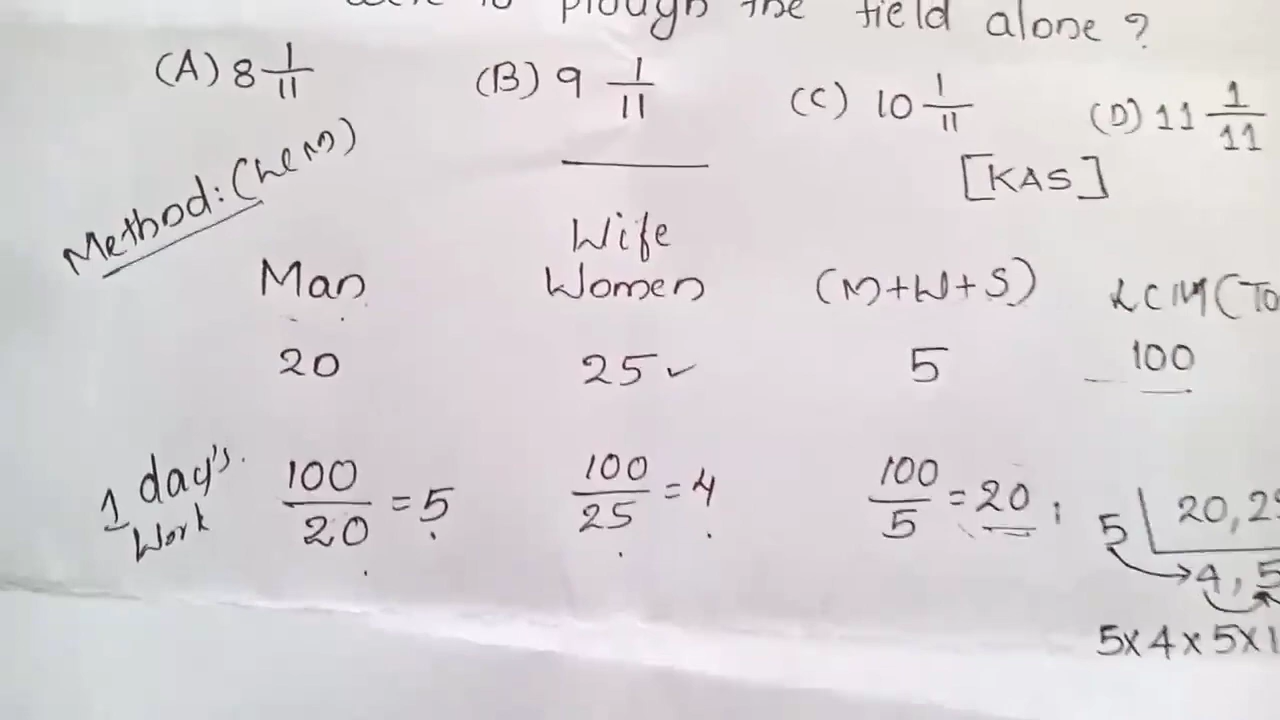 plough the field alone ?
(A) 8 1/11 (B) 9 1/11 (C) 10 1/11 (D) 11 1/11
[KAS]
Method:
Man Wife Women (M+W+S) LCM(To
20 25 ✓ 5 100
1 day's Work 100/20 = 5 100/25 = 4 100/5 = 20
5 20, 25
4, 5
5x4x5x1